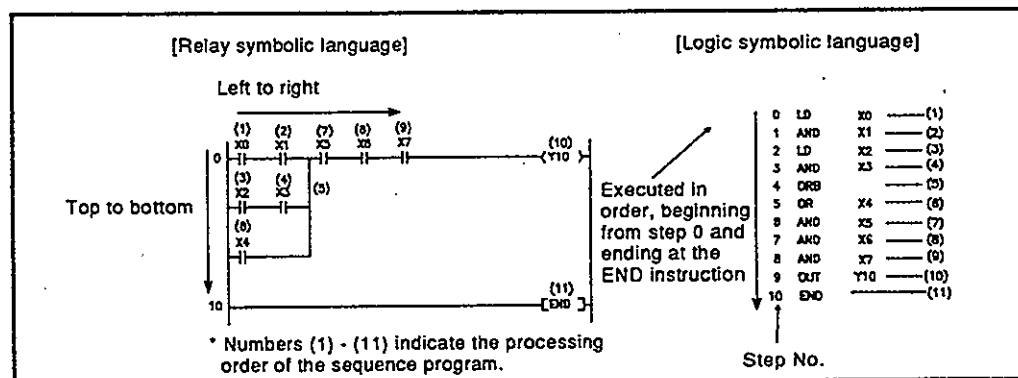 [Relay symbolic language]
[Logic symbolic language]
Left to right
(1) (2) (7) (8) (9) (10)
0 X0 X1 X5 X6 X7 Y10
(3) (4) (5)
X2 X3
Top to bottom
(6)
X4
(11)
10 END
* Numbers (1) - (11) indicate the processing
order of the sequence program.
Executed in
order, beginning
from step 0 and
ending at the
END instruction
0 LD X0 (1)
1 AND X1 (2)
2 LD X2 (3)
3 AND X3 (4)
4 ORB (5)
5 OR X4 (6)
6 AND X5 (7)
7 AND X6 (8)
8 AND X7 (9)
9 OUT Y10 (10)
10 END (11)
Step No.